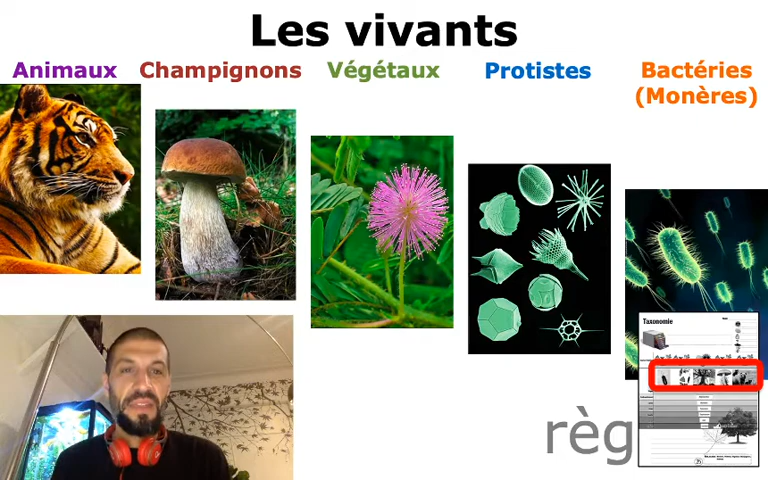 Les vivants
Animaux
Champignons
Végétaux
Protistes
Bactéries
(Monères)
Taxonomie
règ